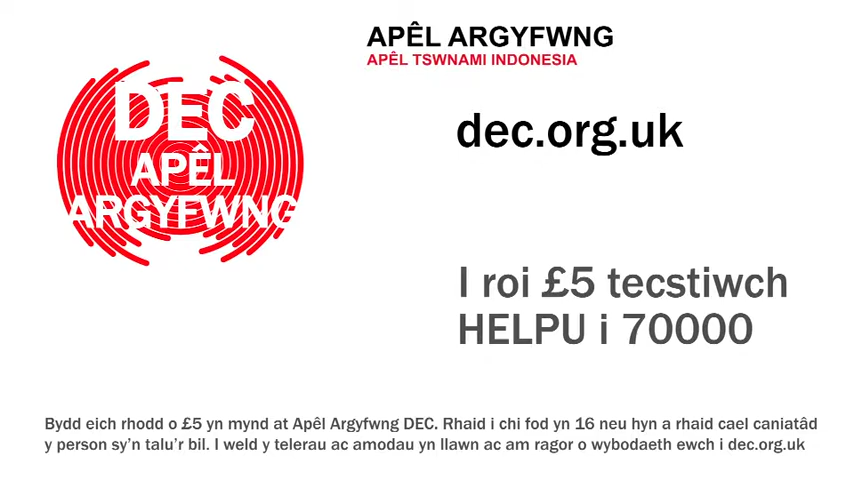 DEC
APÊL
ARGYFWNG
APÊL ARGYFWNG
APÊL TSWNAMI INDONESIA
dec.org.uk
I roi £5 tecstiwch
HELPU i 70000
Bydd eich rhodd o £5 yn mynd at Apêl Argyfwng DEC. Rhaid i chi fod yn 16 neu hyn a rhaid cael caniatâd
y person sy'n talu'r bil. I weld y telerau ac amodau yn llawn ac am ragor o wybodaeth ewch i dec.org.uk